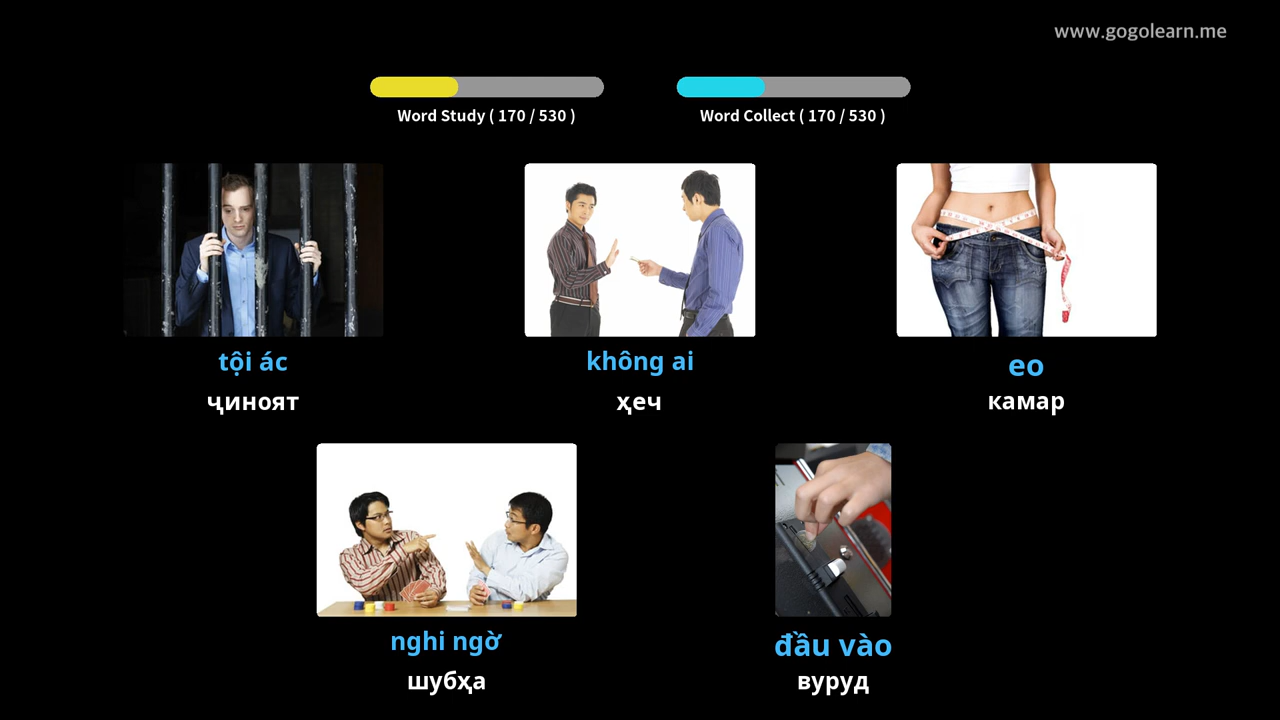 www.gogolearn.me
Word Study ( 170 / 530 )
Word Collect ( 170 / 530 )
tội ác
ҷиноят
không ai
ҳеч
eo
камар
nghi ngờ
шубҳа
đầu vào
вуруд